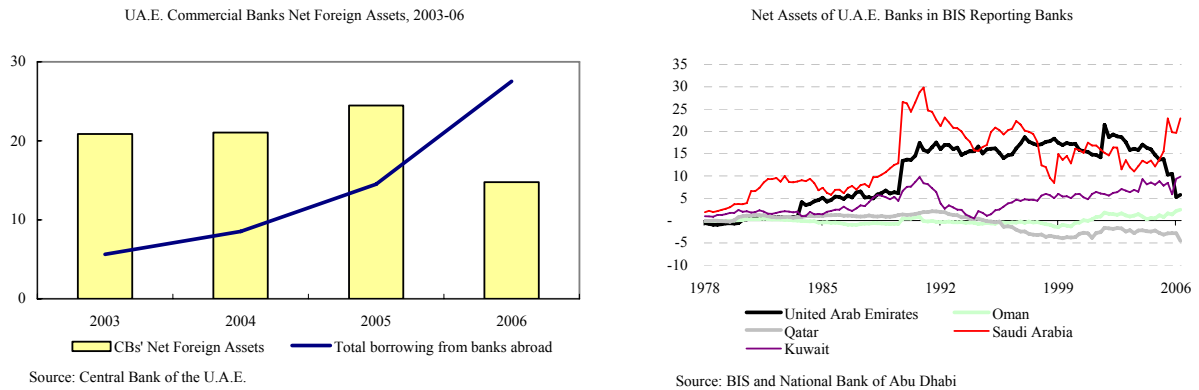 UA.E. Commercial Banks Net Foreign Assets, 2003-06
30
20
10
0
2003 2004 2005 2006
CBs' Net Foreign Assets Total borrowing from banks abroad
Source: Central Bank of the U.A.E.
Net Assets of U.A.E. Banks in BIS Reporting Banks
35
30
25
20
15
10
5
-
-5
-10
1978 1985 1992 1999 2006
United Arab Emirates Oman
Qatar Saudi Arabia
Kuwait
Source: BIS and National Bank of Abu Dhabi